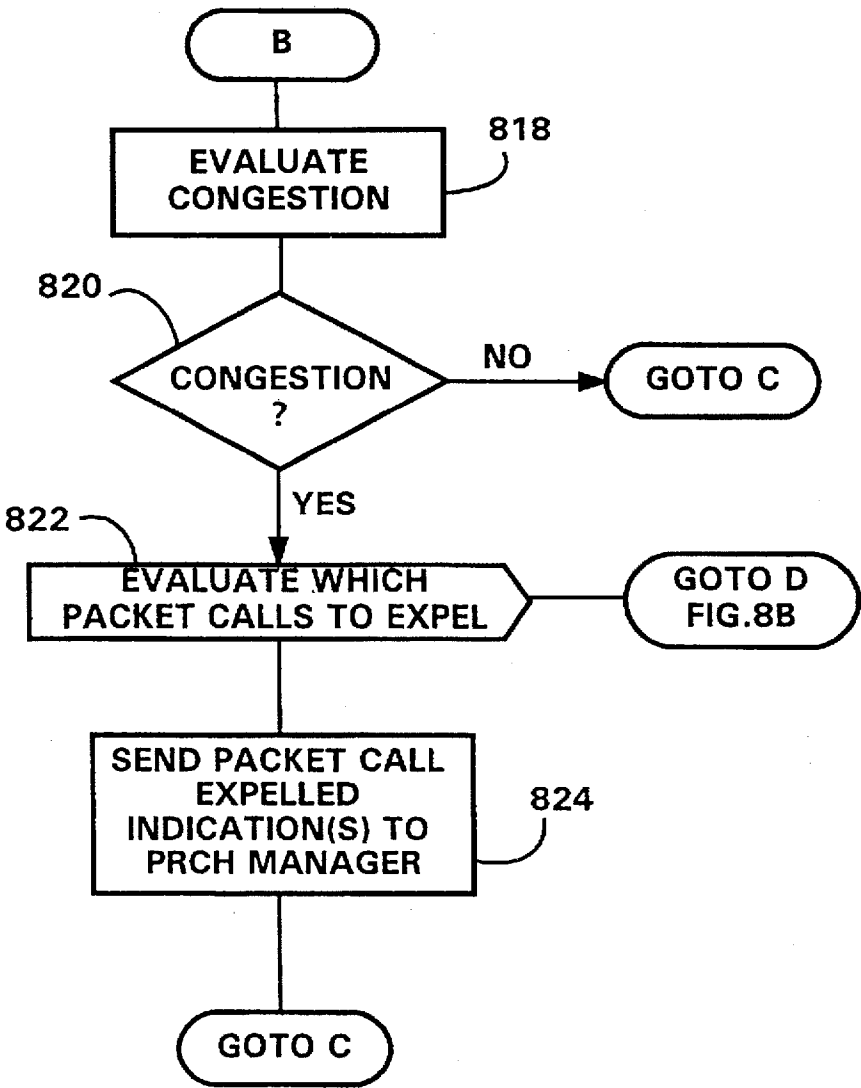 B
818
EVALUATE
CONGESTION
820
CONGESTION
?
NO
GOTO C
YES
822
EVALUATE WHICH
PACKET CALLS TO EXPEL
GOTO D
FIG.8B
SEND PACKET CALL
EXPELLED
INDICATION(S) TO
PRCH MANAGER
824
GOTO C